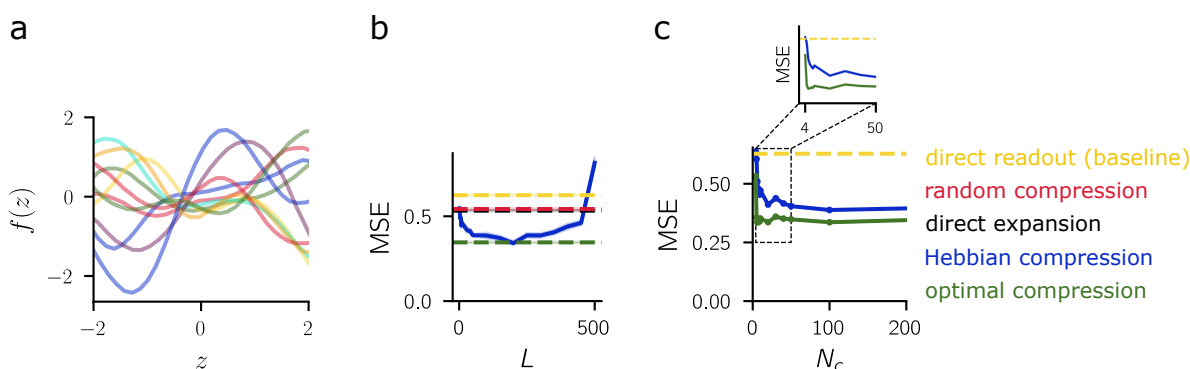 a
b
c
f(z)
2
0
−2
−2
0
2
z
MSE
0.5
0.0
0
500
L
MSE
4
50
MSE
0.50
0.25
0.00
0
100
200
N_c
direct readout (baseline)
random compression
direct expansion
Hebbian compression
optimal compression